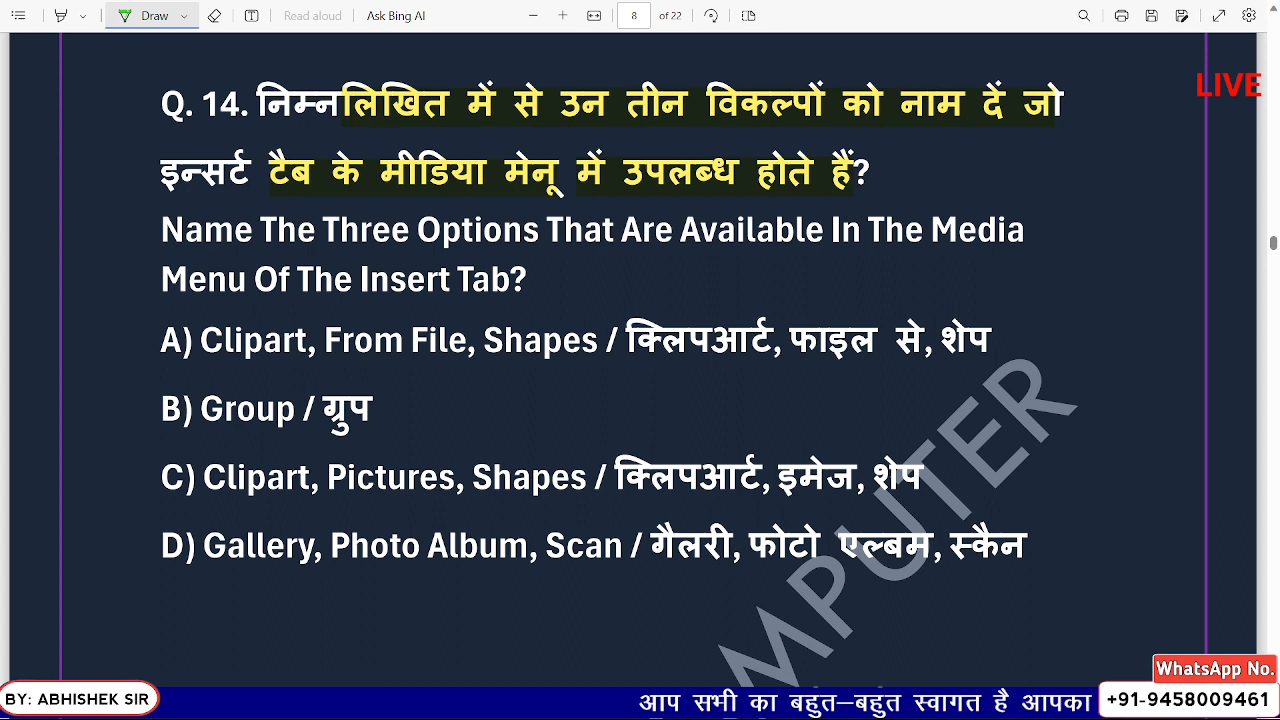 Draw
Read aloud
Ask Bing AI
8
of 22
LIVE
Q. 14. निम्नलिखित में से उन तीन विकल्पों को नाम दें जो
इन्सर्ट टैब के मीडिया मेनू में उपलब्ध होते हैं?
Name The Three Options That Are Available In The Media
Menu Of The Insert Tab?
A) Clipart, From File, Shapes / क्लिपआर्ट, फाइल से, शेप
B) Group / ग्रुप
C) Clipart, Pictures, Shapes / क्लिपआर्ट, इमेज, शेप
D) Gallery, Photo Album, Scan / गैलरी, फोटो एल्बम, स्कैन
MPUTER
WhatsApp No.
BY: ABHISHEK SIR
आप सभी का बहुत–बहुत स्वागत है आपका
+91-9458009461